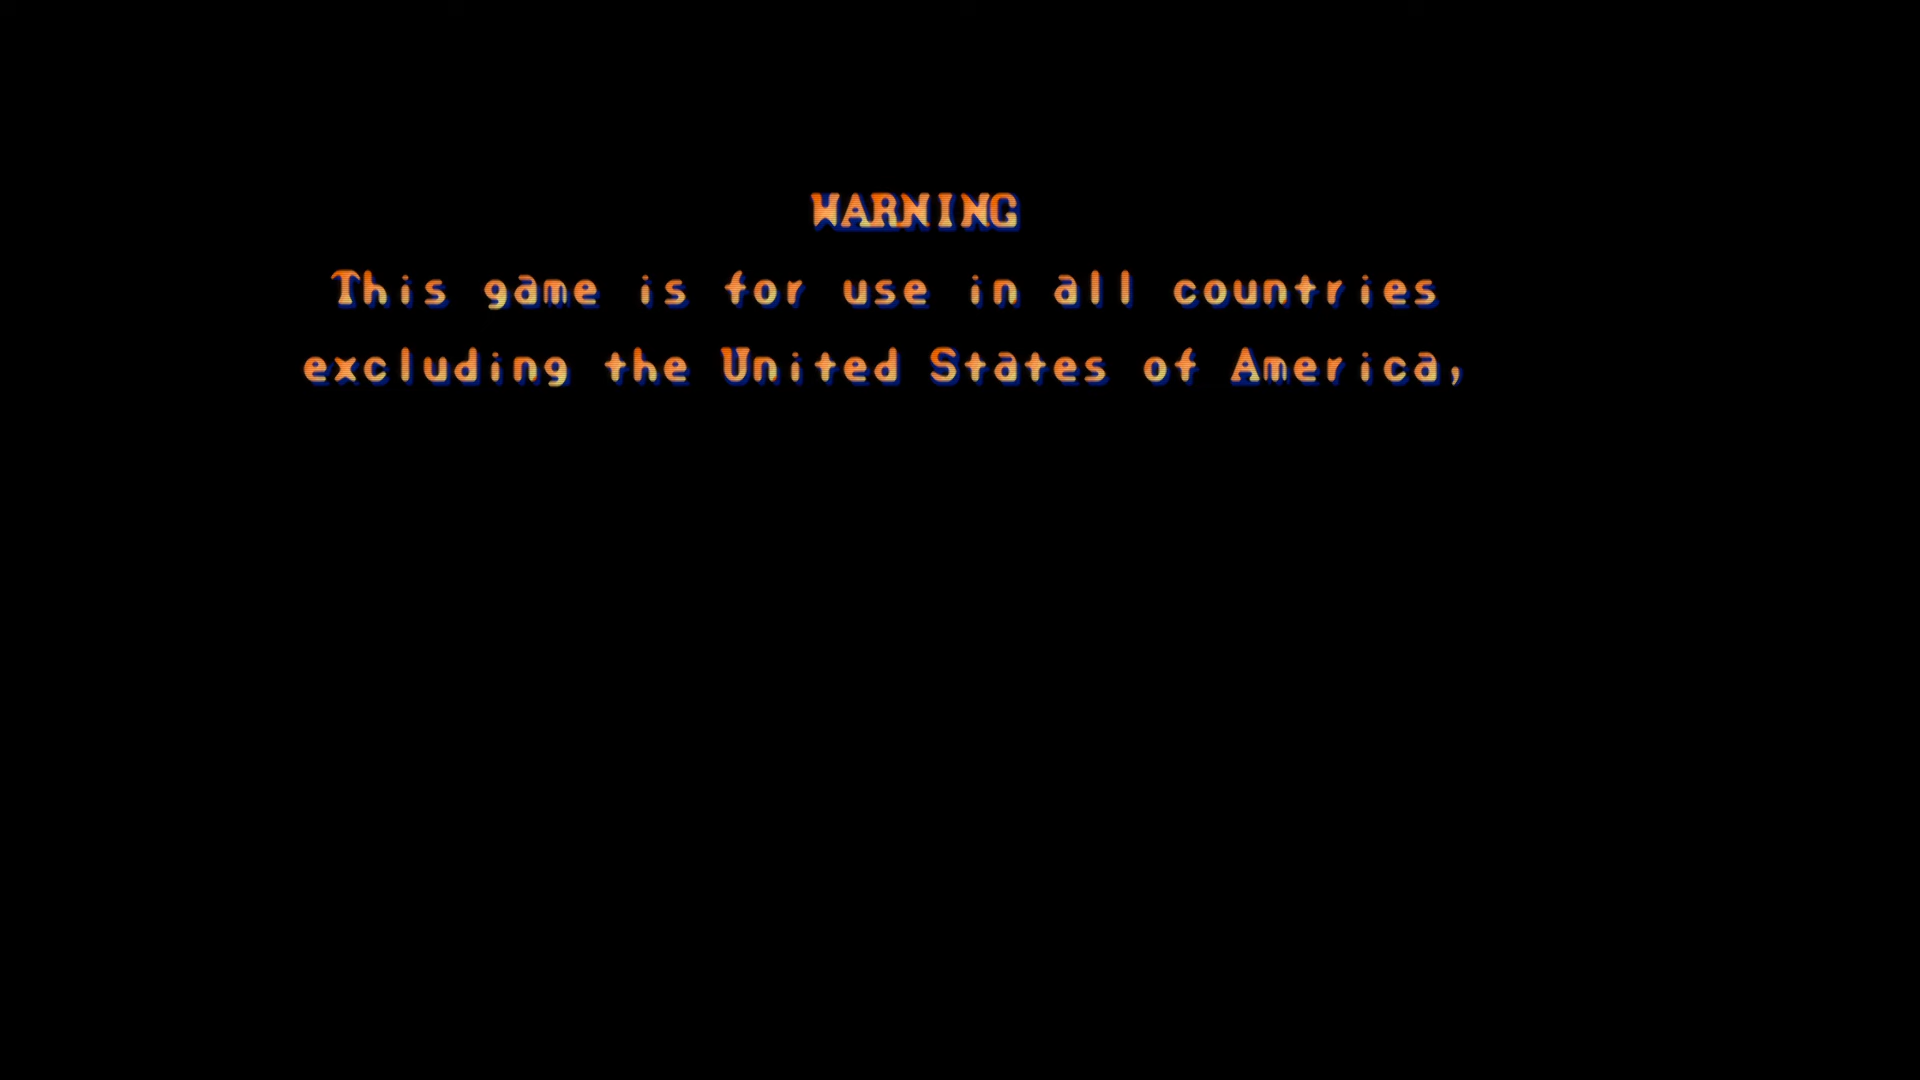 WARNING
This game is for use in all countries
excluding the United States of America,